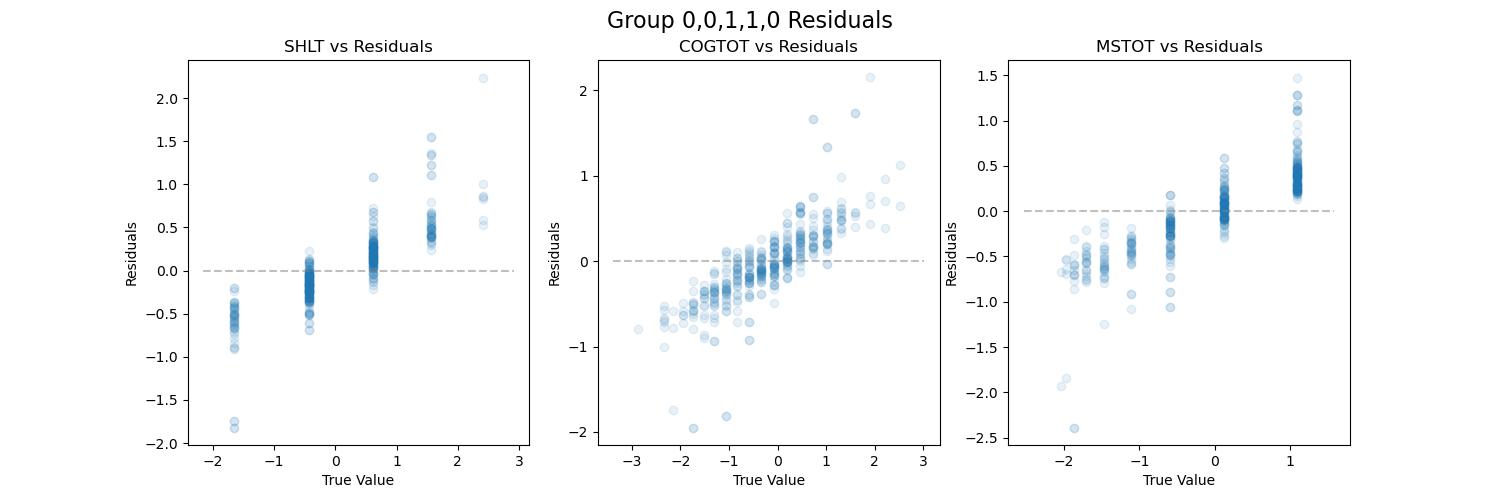 Group 0,0,1,1,0 Residuals
SHLT vs Residuals
COGTOT vs Residuals
MSTOT vs Residuals
Residuals
2.0
1.5
1.0
0.5
0.0
−0.5
−1.0
−1.5
−2.0
−2 −1 0 1 2 3
True Value
Residuals
2
1
0
−1
−2
−3 −2 −1 0 1 2 3
True Value
Residuals
1.5
1.0
0.5
0.0
−0.5
−1.0
−1.5
−2.0
−2.5
−2 −1 0 1
True Value